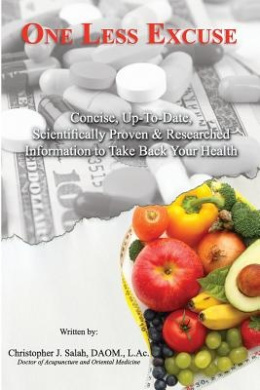 ONE LESS EXCUSE
Concise, Up-To-Date,
Scientifically Proven & Researched
Information to Take Back Your Health
Written by:
Christopher J. Salah, DAOM., L.Ac.
Doctor of Acupuncture and Oriental Medicine